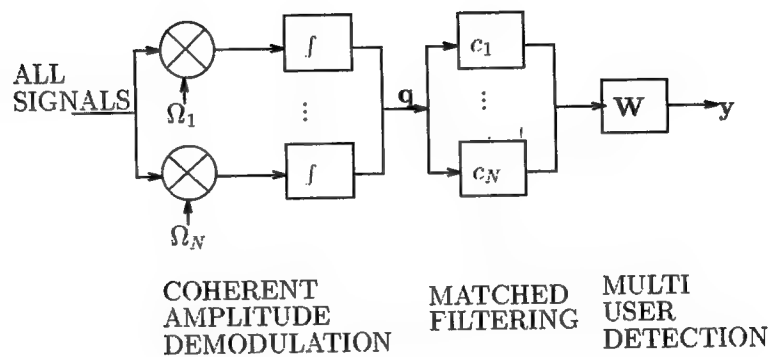 ALL
SIGNALS
Ω1
∫
⋮
∫
ΩN
q
c1
⋮
cN
W
y
COHERENT
AMPLITUDE
DEMODULATION
MATCHED
FILTERING
MULTI
USER
DETECTION